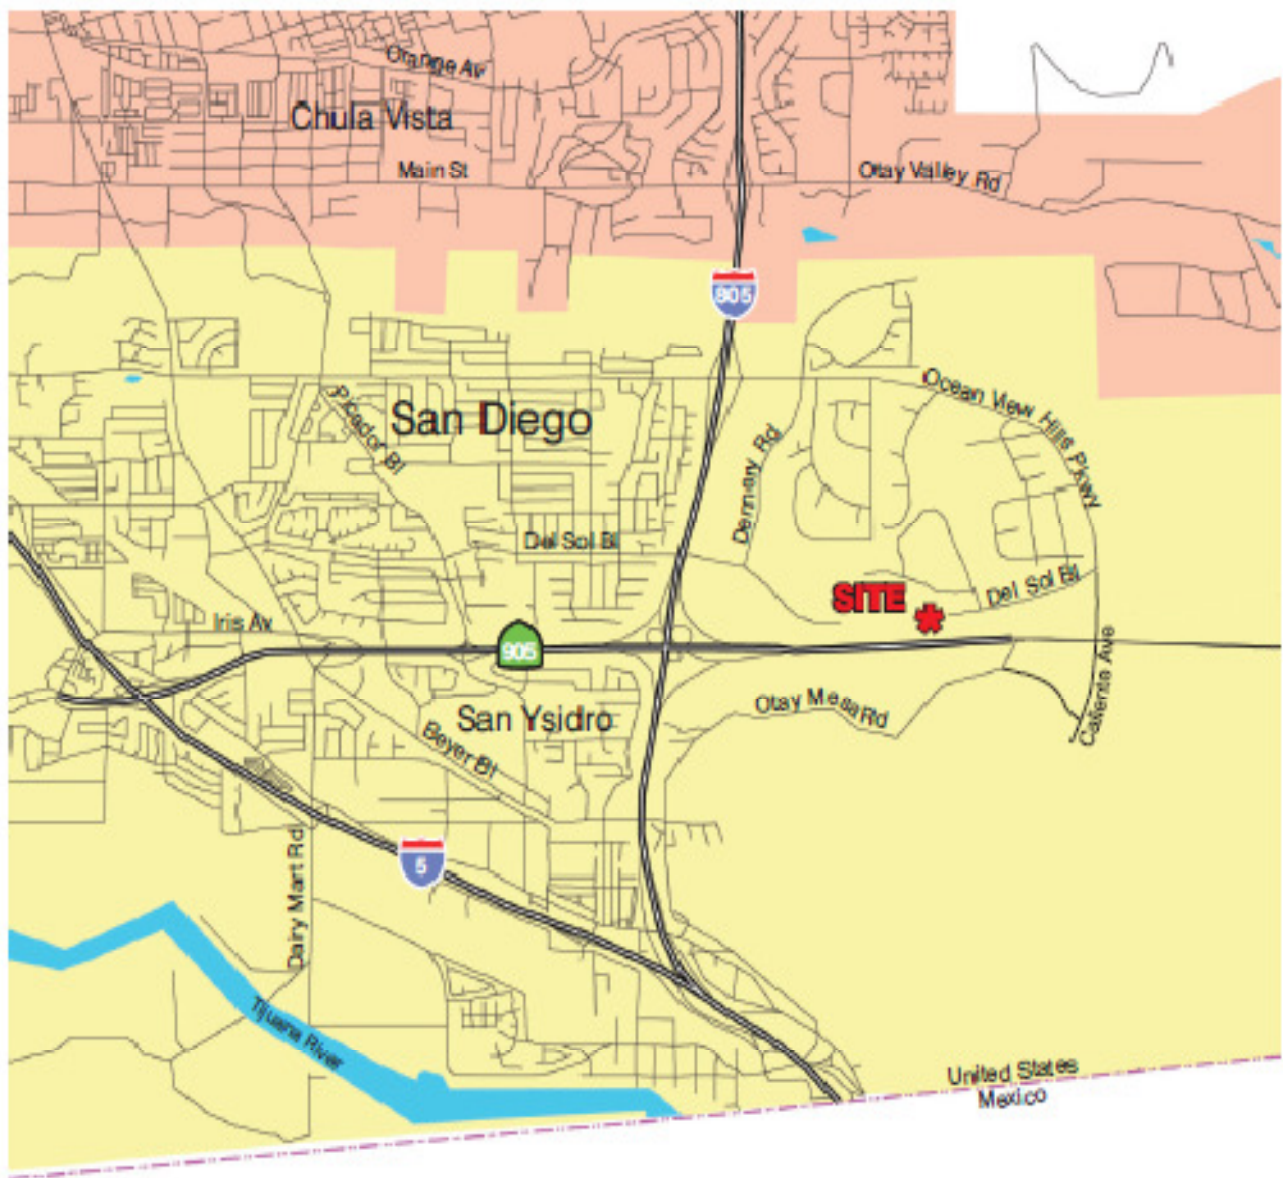 Orange Av
Chula Vista
Main St
Otay Valley Rd
805
Ocean View Hills Pkwy
Picador Bl
San Diego
Dennery Rd
Del Sol Bl
Del Sol Bl
SITE
*
Iris Av
905
Otay Mesa Rd
Caliente Ave
San Ysidro
Beyer Bl
Dairy Mart Rd
5
Tijuana River
United States
Mexico